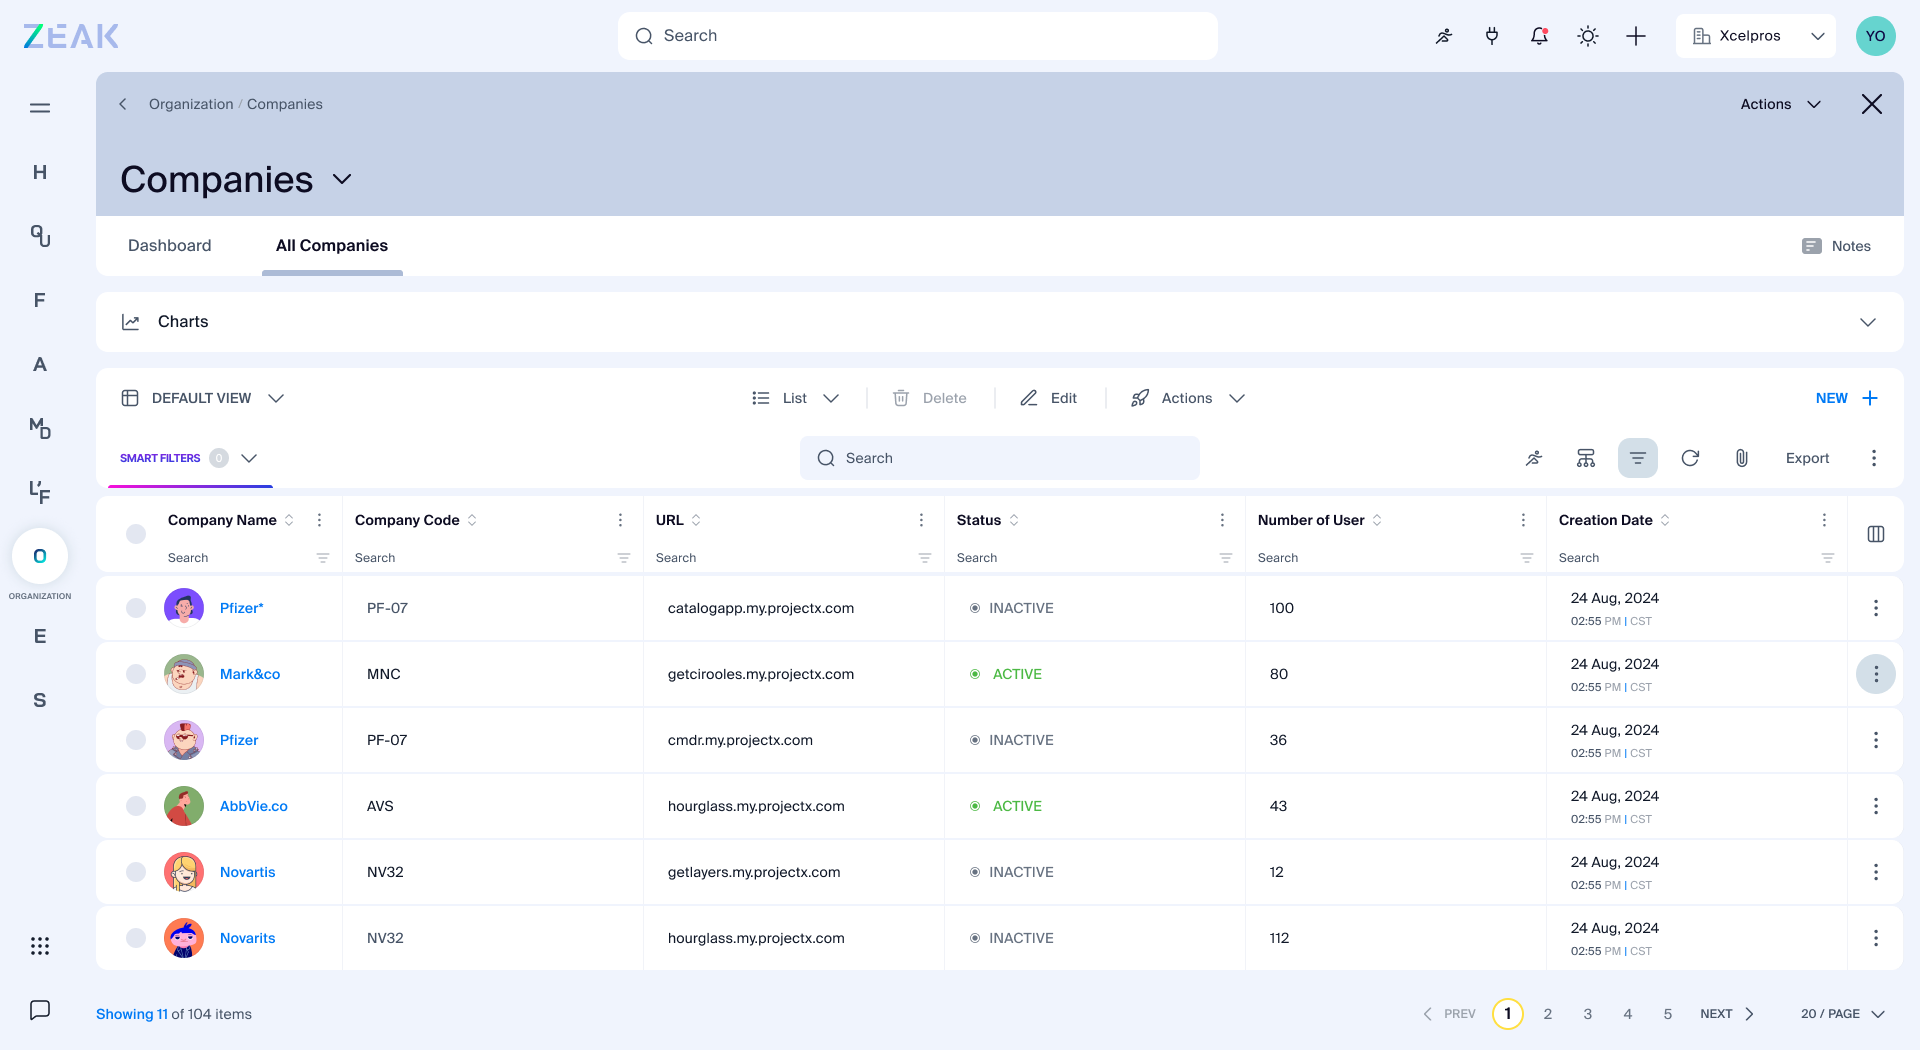 ZEAK
Search
Xcelpros
YO
Organization / Companies
Actions
Companies
Dashboard
All Companies
Notes
Charts
DEFAULT VIEW
List
Delete
Edit
Actions
NEW
SMART FILTERS 0
Search
Export
Company Name
Company Code
URL
Status
Number of User
Creation Date
Search
Search
Search
Search
Search
Search
Pfizer* PF-07 catalogapp.my.projectx.com INACTIVE 100 24 Aug, 2024
02:55 PM | CST
Mark&co MNC getcirooles.my.projectx.com ACTIVE 80 24 Aug, 2024
02:55 PM | CST
Pfizer PF-07 cmdr.my.projectx.com INACTIVE 36 24 Aug, 2024
02:55 PM | CST
AbbVie.co AVS hourglass.my.projectx.com ACTIVE 43 24 Aug, 2024
02:55 PM | CST
Novartis NV32 getlayers.my.projectx.com INACTIVE 12 24 Aug, 2024
02:55 PM | CST
Novarits NV32 hourglass.my.projectx.com INACTIVE 112 24 Aug, 2024
02:55 PM | CST
Showing 11 of 104 items
PREV 1 2 3 4 5 NEXT
20 / PAGE
H
QU
F
A
MD
L'F
O
ORGANIZATION
E
S